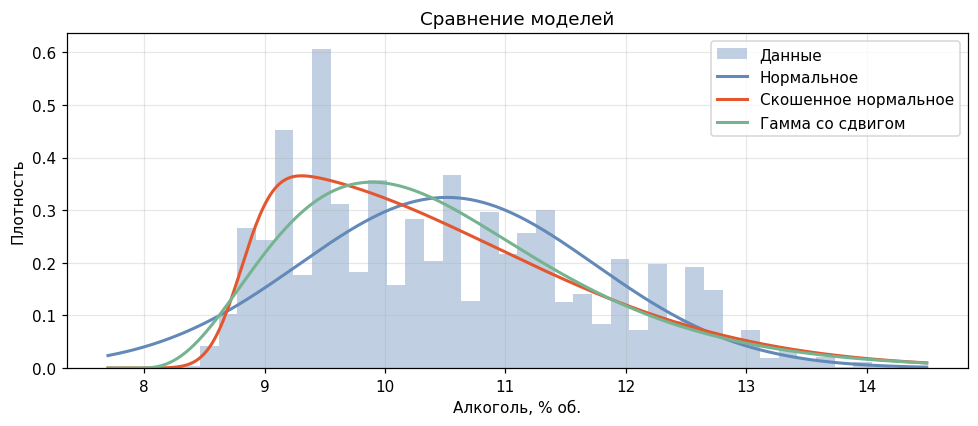 Сравнение моделей
Данные
Нормальное
Скошенное нормальное
Гамма со сдвигом
Плотность
0.6
0.5
0.4
0.3
0.2
0.1
0.0
8 9 10 11 12 13 14
Алкоголь, % об.